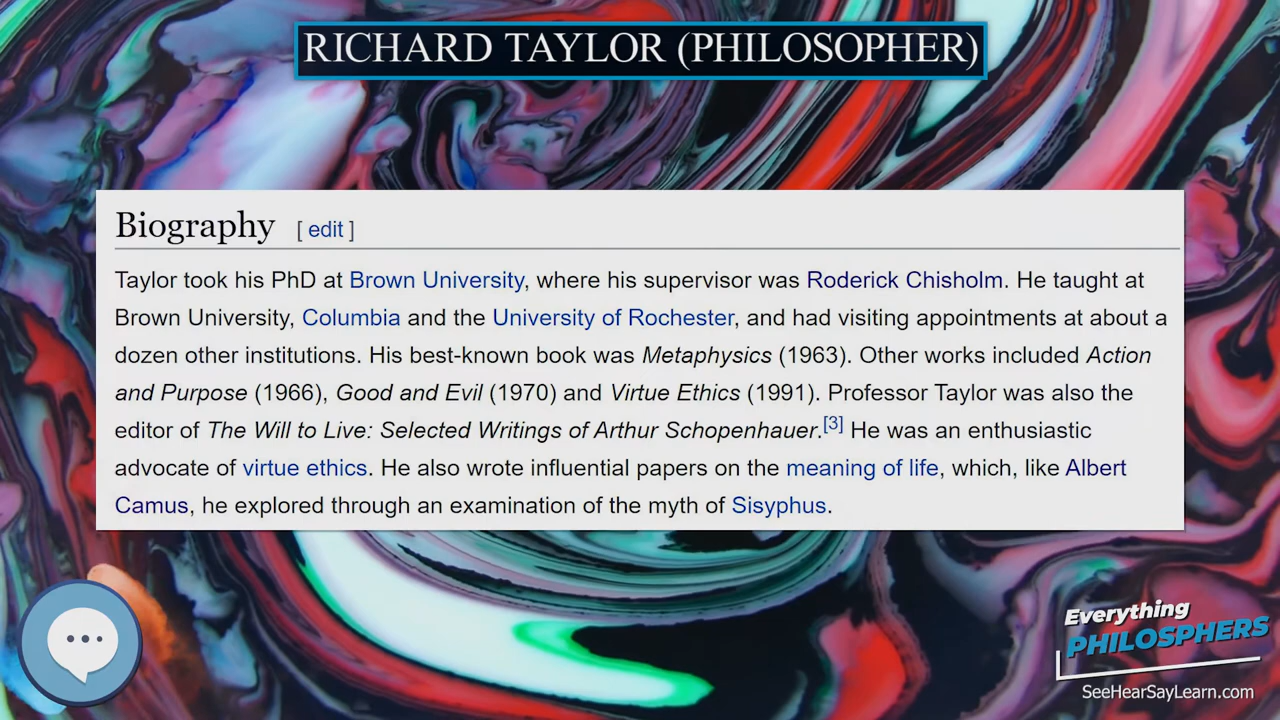 RICHARD TAYLOR (PHILOSOPHER)
Biography [ edit ]
Taylor took his PhD at Brown University, where his supervisor was Roderick Chisholm. He taught at
Brown University, Columbia and the University of Rochester, and had visiting appointments at about a
dozen other institutions. His best-known book was Metaphysics (1963). Other works included Action
and Purpose (1966), Good and Evil (1970) and Virtue Ethics (1991). Professor Taylor was also the
editor of The Will to Live: Selected Writings of Arthur Schopenhauer.[3] He was an enthusiastic
advocate of virtue ethics. He also wrote influential papers on the meaning of life, which, like Albert
Camus, he explored through an examination of the myth of Sisyphus.
Everything
PHILOSPHERS
SeeHearSayLearn.com